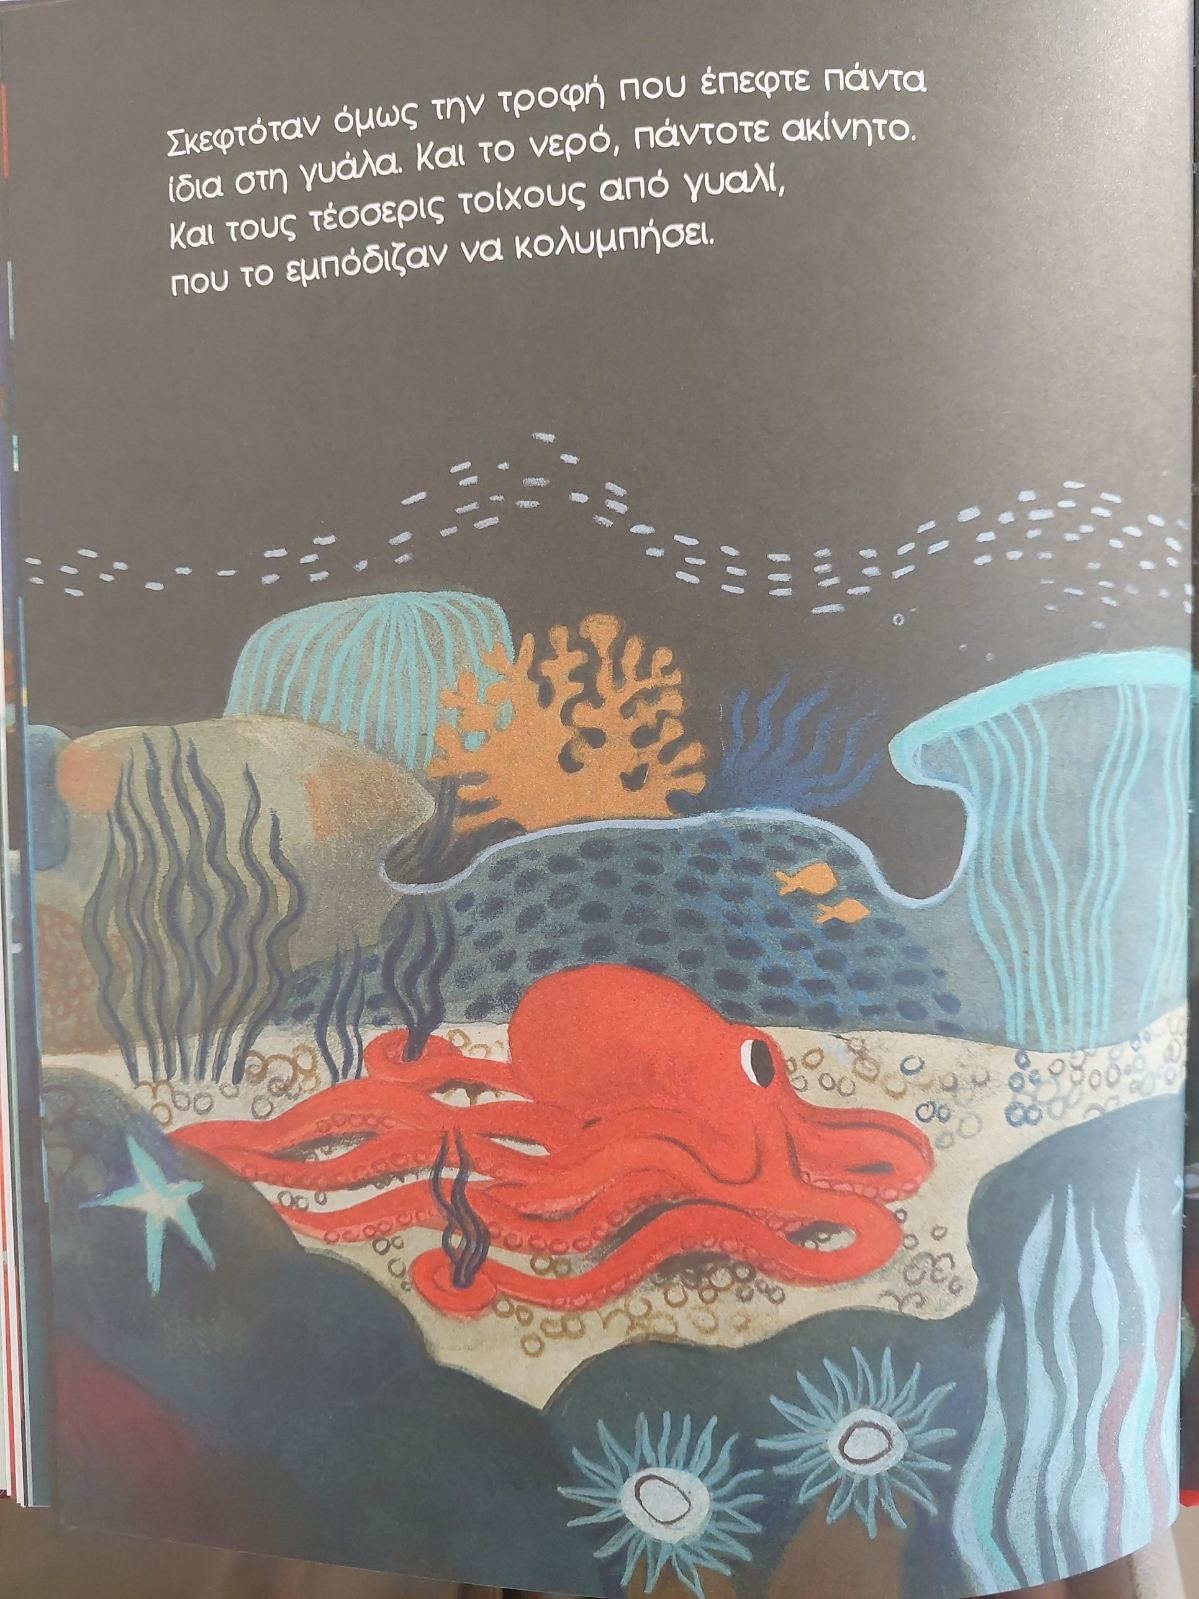 Σκεφτόταν όμως την τροφή που έπεφτε πάντα
ίδια στη γυάλα. Και το νερό, πάντοτε ακίνητο.
Και τους τέσσερις τοίχους από γυαλί,
που το εμπόδιζαν να κολυμπήσει.